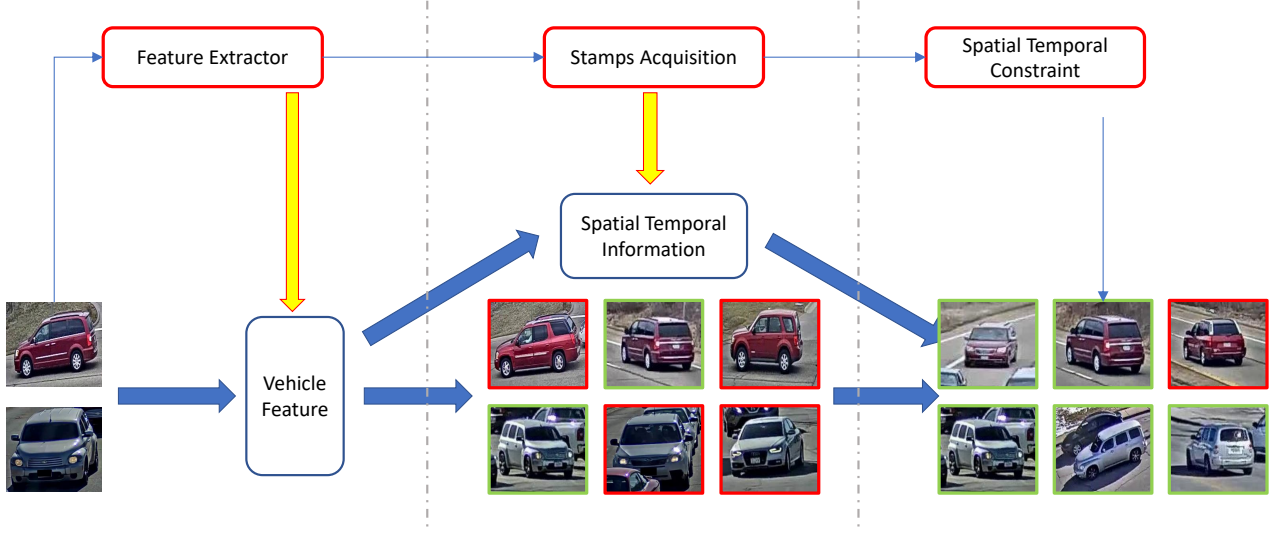 Feature Extractor
Stamps Acquisition
Spatial Temporal
Constraint
Spatial Temporal
Information
Vehicle
Feature